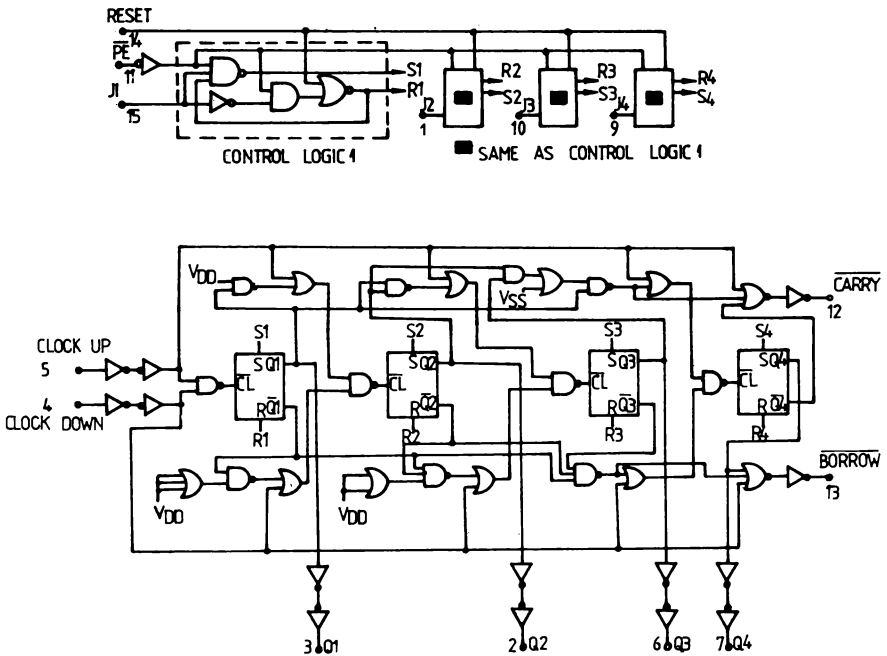 RESET
14
PE
11
J1
15
S1
R1
J2
1
R2
S2
J3
10
R3
S3
J4
9
R4
S4
CONTROL LOGIC 1
SAME AS CONTROL LOGIC 1
VDD
VSS
CARRY
12
CLOCK UP
5
4
CLOCK DOWN
S1
S Q1
CL
R Q1
R1
S2
S Q2
CL
R Q2
R2
S3
S Q3
CL
R Q3
R3
S4
S Q4
CL
R Q4
R4
VDD
VDD
BORROW
13
3 Q1
2 Q2
6 Q3
7 Q4